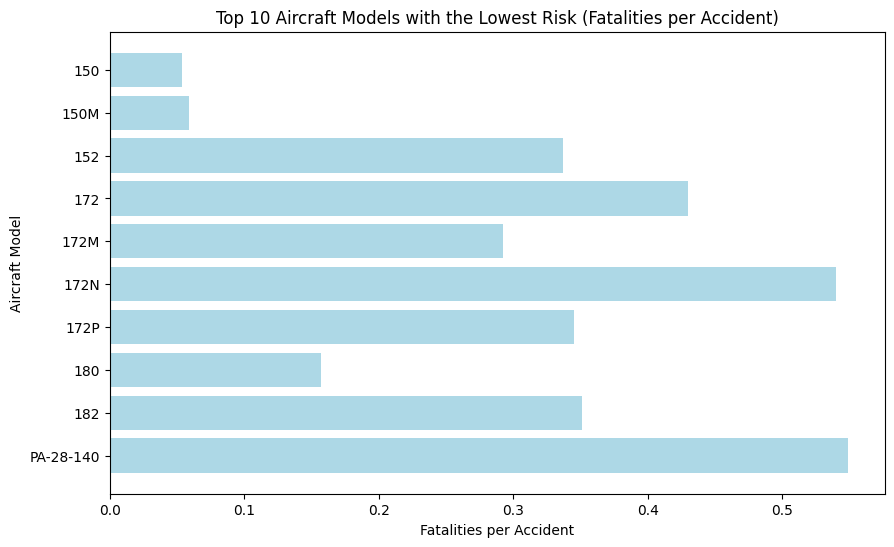 Top 10 Aircraft Models with the Lowest Risk (Fatalities per Accident)
Aircraft Model
150
150M
152
172
172M
172N
172P
180
182
PA-28-140
0.0 0.1 0.2 0.3 0.4 0.5
Fatalities per Accident